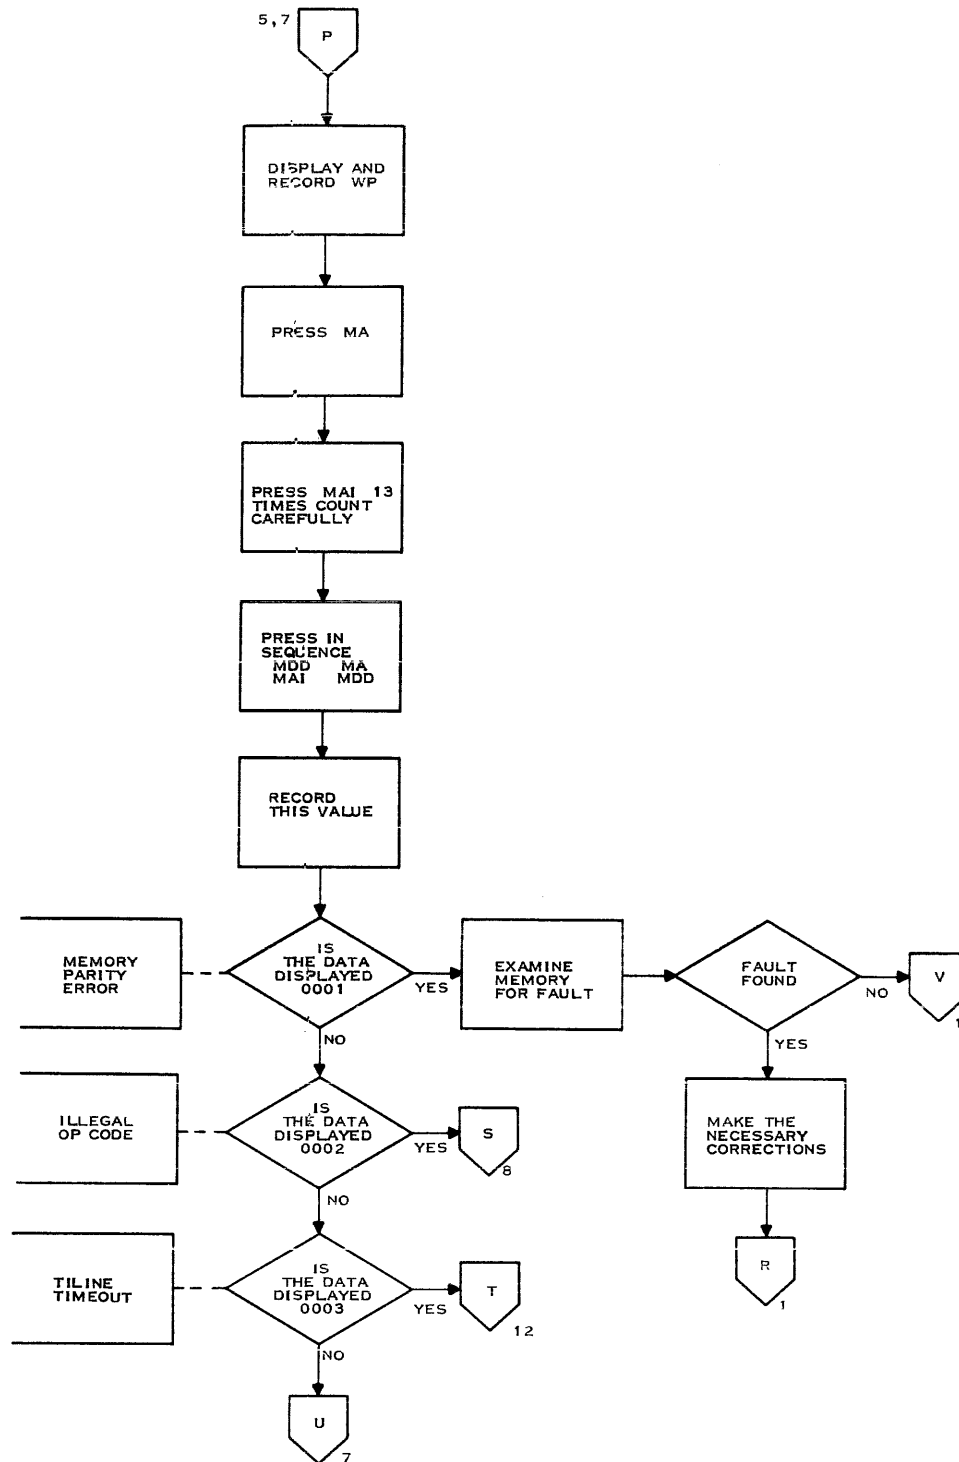 5,7
P
DISPLAY AND
RECORD WP
PRESS MA
PRESS MAI 13
TIMES COUNT
CAREFULLY
PRESS IN
SEQUENCE
MDD MA
MAI MDD
RECORD
THIS VALUE
MEMORY
PARITY
ERROR
IS
THE DATA
DISPLAYED
0001
YES
NO
EXAMINE
MEMORY
FOR FAULT
FAULT
FOUND
NO
YES
V
1
ILLEGAL
OP CODE
IS
THE DATA
DISPLAYED
0002
YES
NO
S
8
MAKE THE
NECESSARY
CORRECTIONS
R
1
TILINE
TIMEOUT
IS
THE DATA
DISPLAYED
0003
YES
NO
T
12
U
7